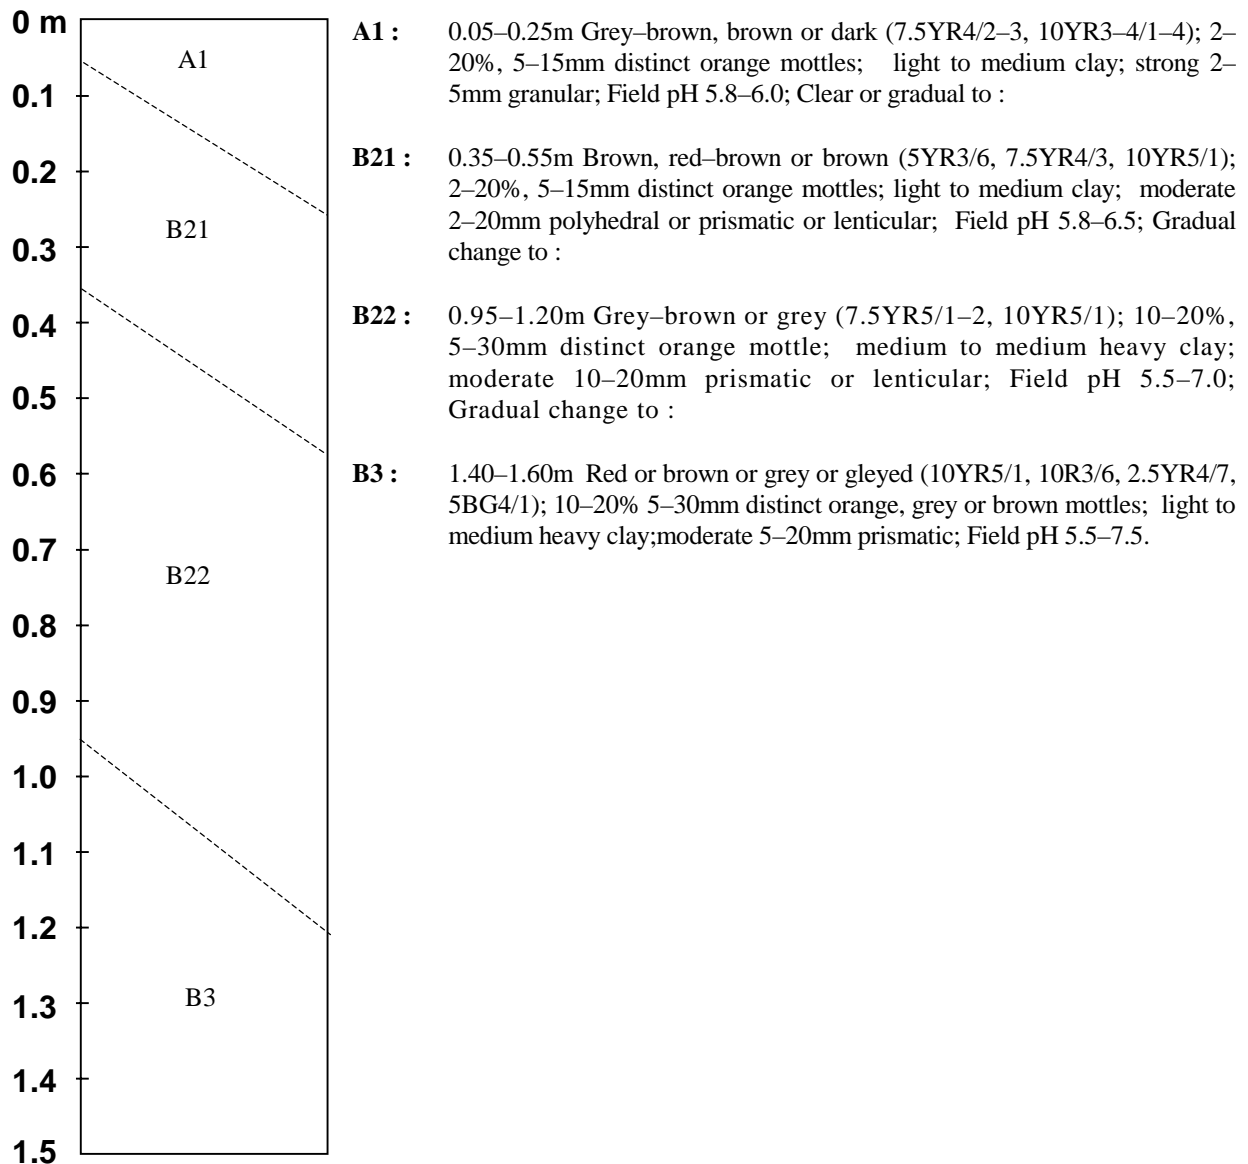 0 m
0.1
0.2
0.3
0.4
0.5
0.6
0.7
0.8
0.9
1.0
1.1
1.2
1.3
1.4
1.5
A1
B21
B22
B3
A1 : 0.05–0.25m Grey–brown, brown or dark (7.5YR4/2–3, 10YR3–4/1–4); 2–
20%, 5–15mm distinct orange mottles; light to medium clay; strong 2–
5mm granular; Field pH 5.8–6.0; Clear or gradual to :
B21 : 0.35–0.55m Brown, red–brown or brown (5YR3/6, 7.5YR4/3, 10YR5/1);
2–20%, 5–15mm distinct orange mottles; light to medium clay; moderate
2–20mm polyhedral or prismatic or lenticular; Field pH 5.8–6.5; Gradual
change to :
B22 : 0.95–1.20m Grey–brown or grey (7.5YR5/1–2, 10YR5/1); 10–20%,
5–30mm distinct orange mottle; medium to medium heavy clay;
moderate 10–20mm prismatic or lenticular; Field pH 5.5–7.0;
Gradual change to :
B3 : 1.40–1.60m Red or brown or grey or gleyed (10YR5/1, 10R3/6, 2.5YR4/7,
5BG4/1); 10–20% 5–30mm distinct orange, grey or brown mottles; light to
medium heavy clay;moderate 5–20mm prismatic; Field pH 5.5–7.5.